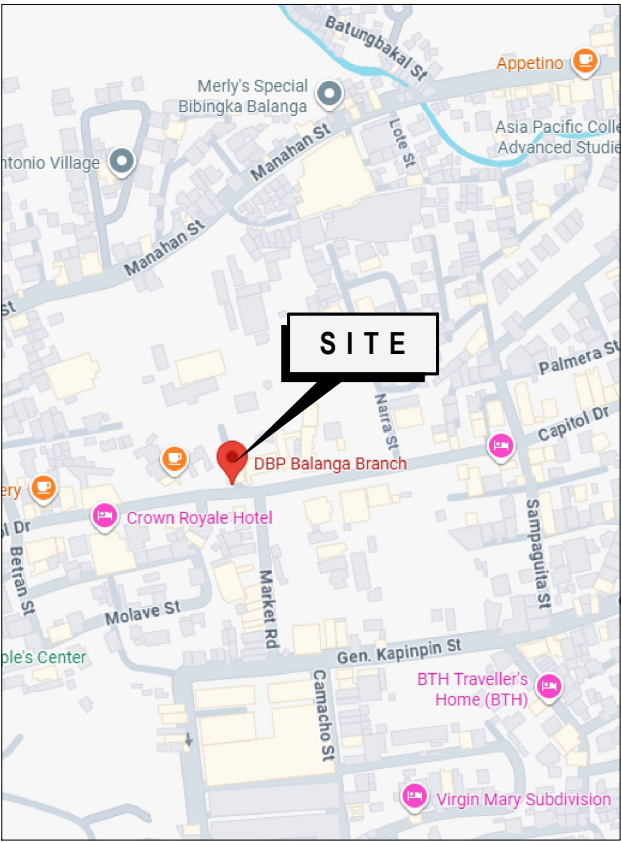 Batungbakal St
Appetino
Merly's Special
Bibingka Balanga
Lote St
Asia Pacific Colle
Advanced Studie
Manahan St
ntonio Village
Manahan St
st
SITE
Palmera St
Narra St
Capitol Dr
DBP Balanga Branch
ery
Crown Royale Hotel
ol Dr
Sampaguita St
Betran St
Market Rd
Molave St
Gen. Kapinpin St
ple's Center
Camacho St
BTH Traveller's
Home (BTH)
Virgin Mary Subdivision